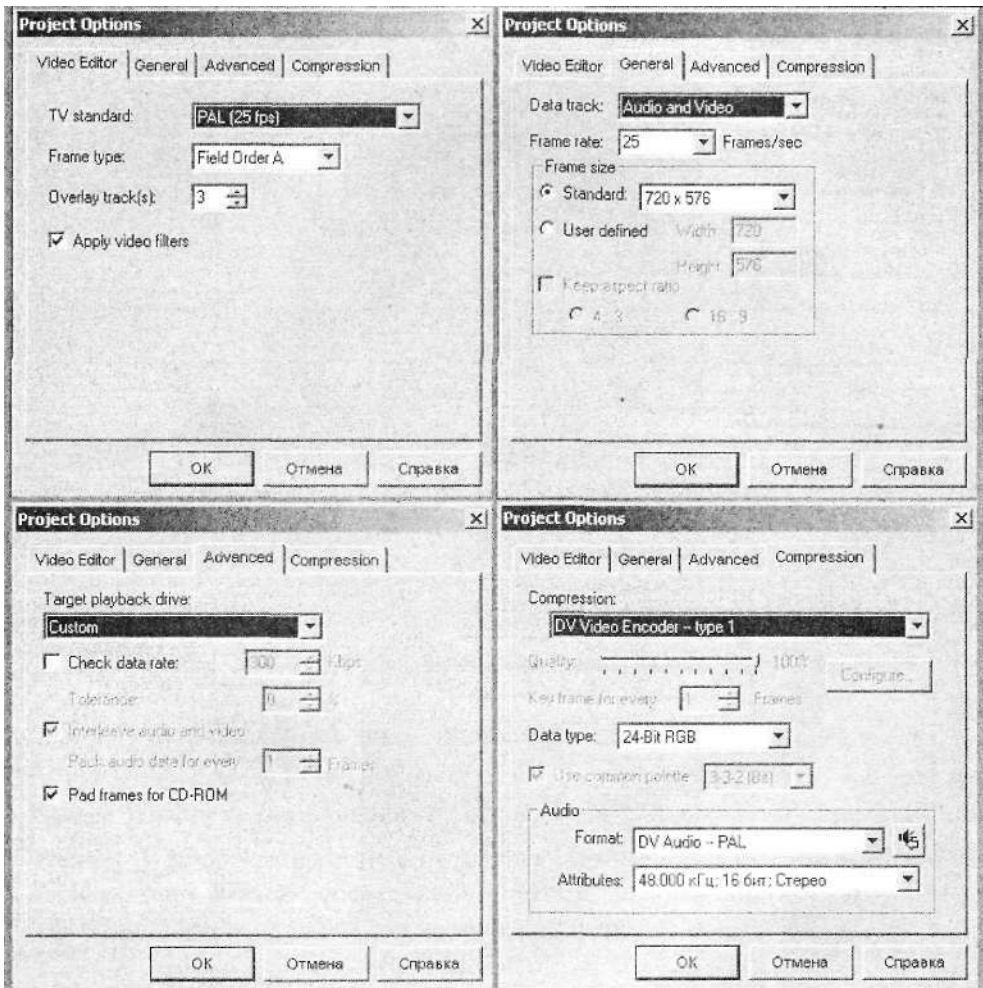 Project Options
Video Editor General Advanced Compression
TV standard: PAL (25 fps)
Frame type: Field Order A
Overlay track(s): 3
Apply video filters
OK Отмена Справка
Project Options
Video Editor General Advanced Compression
Data track: Audio and Video
Frame rate: 25 Frames/sec
Frame size
Standard: 720 x 576
User defined Width 720
Height 576
Keep aspect ratio
4 : 3 16 : 9
OK Отмена Справка
Project Options
Video Editor General Advanced Compression
Target playback drive:
Custom
Check data rate: 300 Kbps
Tolerance: 0 %
Interleave audio and video
Pack audio data for every 1 Frames
Pad frames for CD-ROM
OK Отмена Справка
Project Options
Video Editor General Advanced Compression
Compression:
DV Video Encoder -- type 1
Quality: 100%
Configure...
Key frame for every 1 Frames
Data type: 24-Bit RGB
Use common palette 3-3-2 (8bit)
Audio
Format: DV Audio -- PAL
Attributes: 48.000 кГц; 16 бит; Стерео
OK Отмена Справка